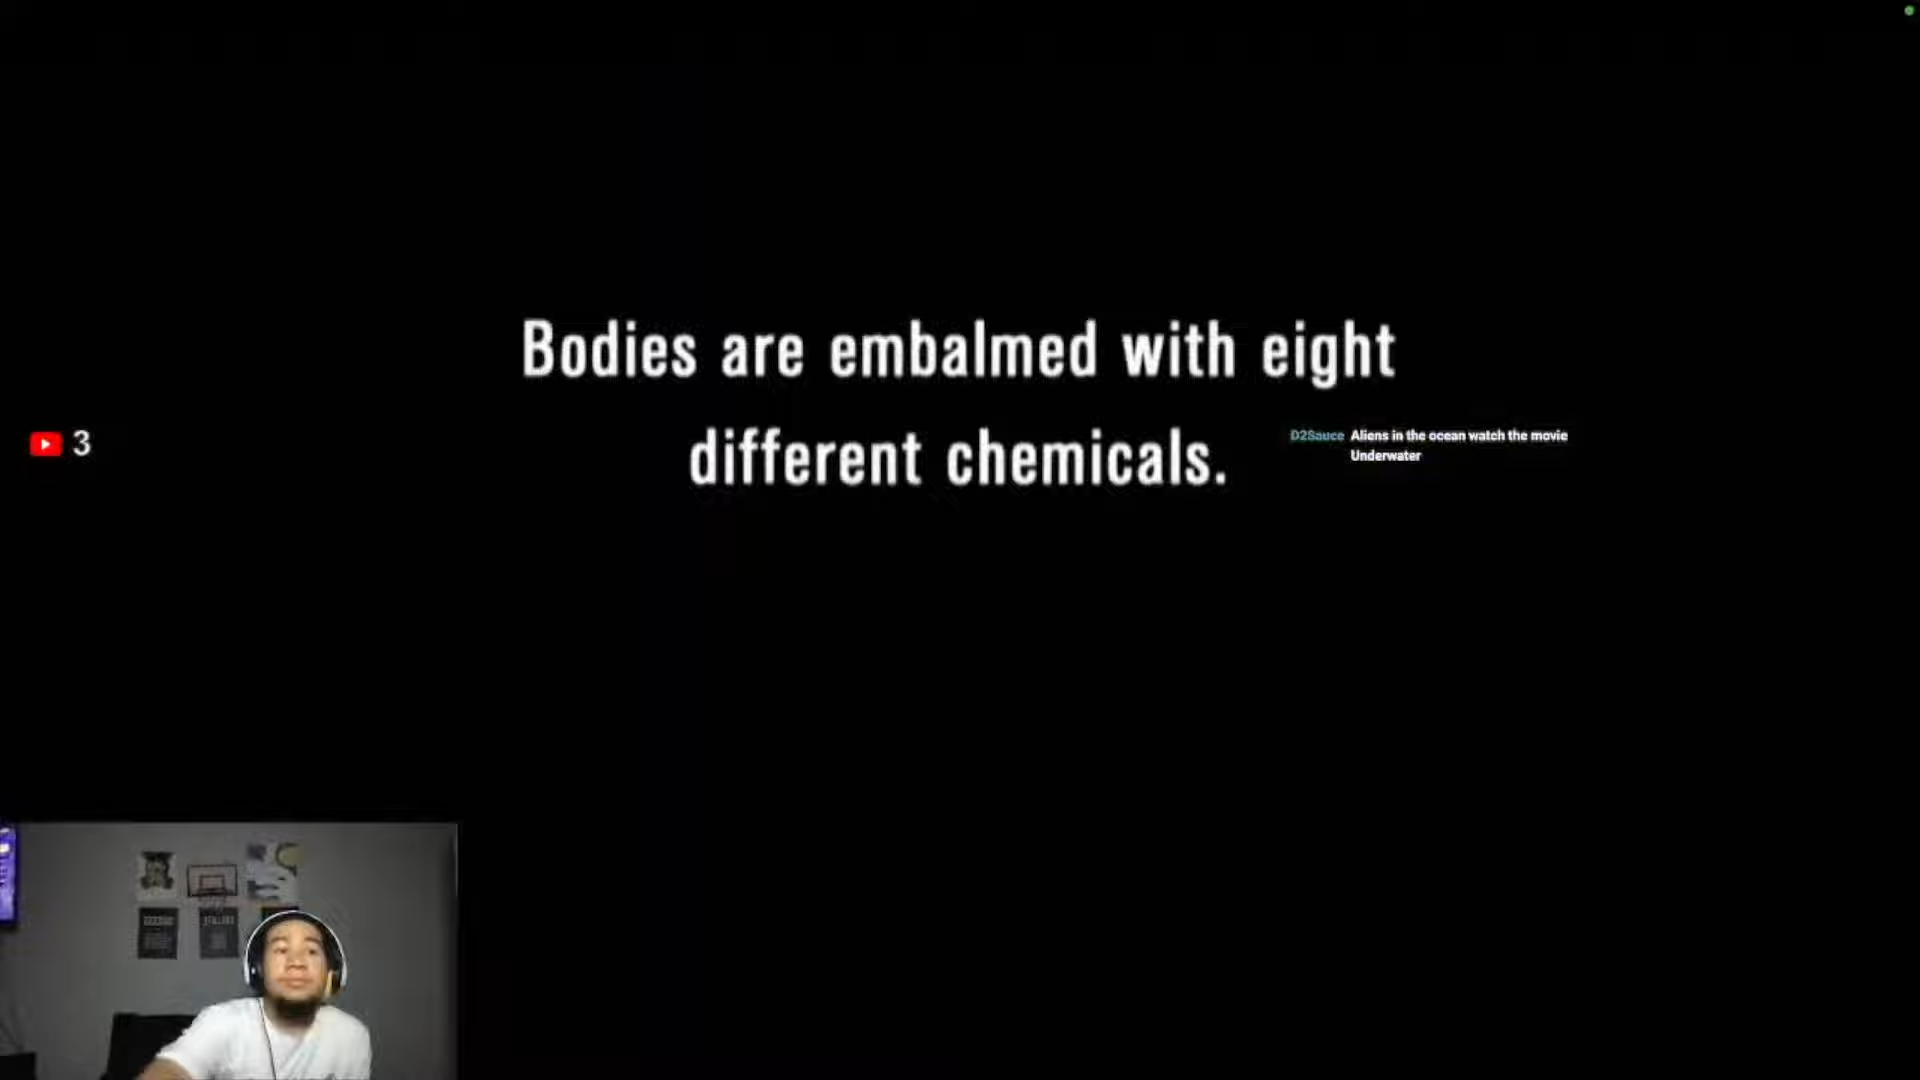 Bodies are embalmed with eight
different chemicals.
3
D2Sauce Aliens in the ocean watch the movie
Underwater